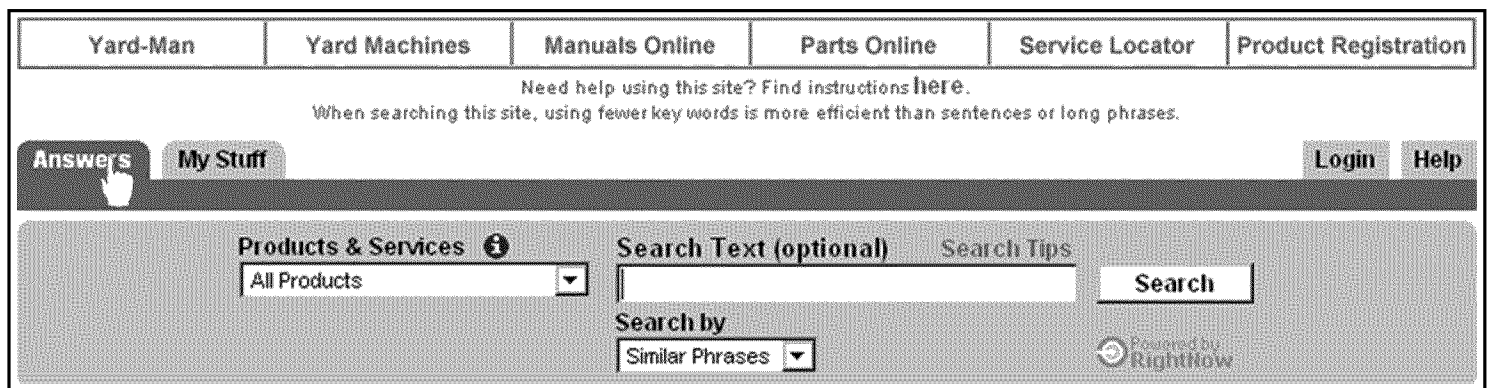 Yard-Man Yard Machines Manuals Online Parts Online Service Locator Product Registration
Need help using this site? Find instructions here.
When searching this site, using fewer key words is more efficient than sentences or long phrases.
Answers My Stuff Login Help
Products & Services Search Text (optional) Search Tips
All Products Search
Search by
Similar Phrases
Powered by
RightNow